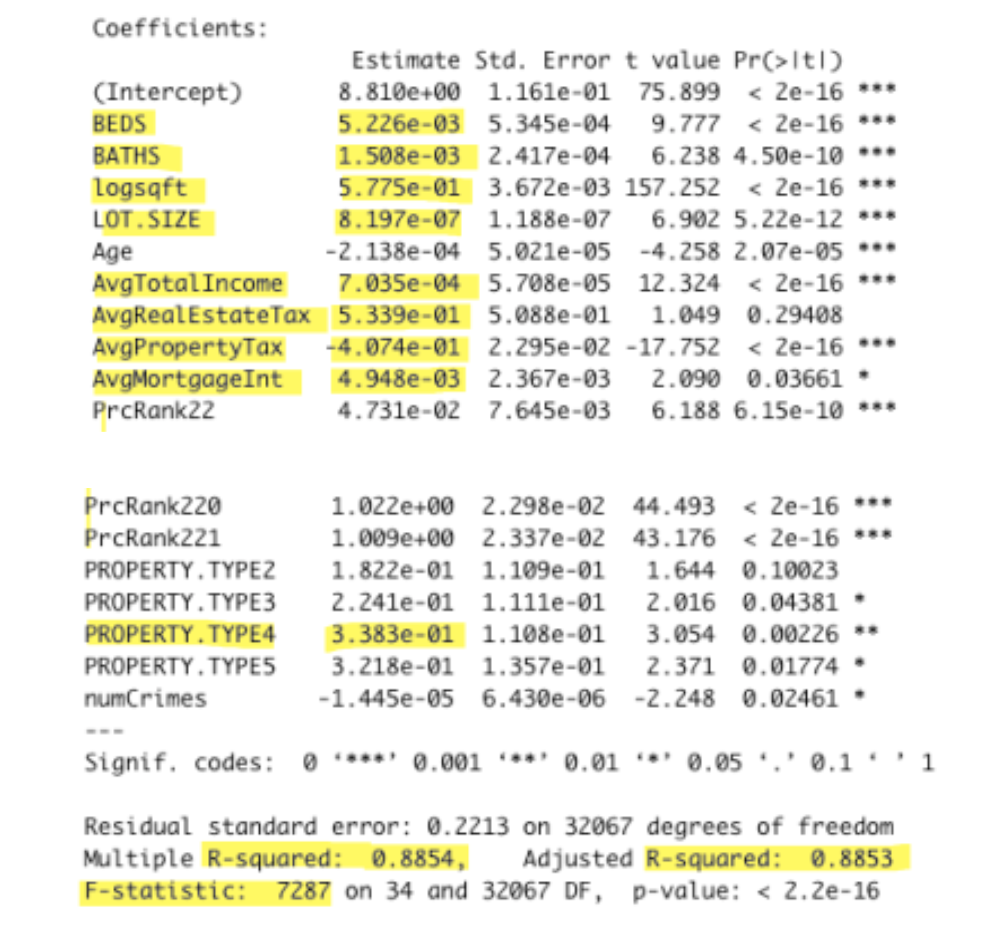 Coefficients:
Estimate Std. Error t value Pr(>|t|)
(Intercept) 8.810e+00 1.161e-01 75.899 < 2e-16 ***
BEDS 5.226e-03 5.345e-04 9.777 < 2e-16 ***
BATHS 1.508e-03 2.417e-04 6.238 4.50e-10 ***
logsqft 5.775e-01 3.672e-03 157.252 < 2e-16 ***
LOT.SIZE 8.197e-07 1.188e-07 6.902 5.22e-12 ***
Age -2.138e-04 5.021e-05 -4.258 2.07e-05 ***
AvgTotalIncome 7.035e-04 5.708e-05 12.324 < 2e-16 ***
AvgRealEstateTax 5.339e-01 5.088e-01 1.049 0.29408
AvgPropertyTax -4.074e-01 2.295e-02 -17.752 < 2e-16 ***
AvgMortgageInt 4.948e-03 2.367e-03 2.090 0.03661 *
PrcRank22 4.731e-02 7.645e-03 6.188 6.15e-10 ***
PrcRank220 1.022e+00 2.298e-02 44.493 < 2e-16 ***
PrcRank221 1.009e+00 2.337e-02 43.176 < 2e-16 ***
PROPERTY.TYPE2 1.822e-01 1.109e-01 1.644 0.10023
PROPERTY.TYPE3 2.241e-01 1.111e-01 2.016 0.04381 *
PROPERTY.TYPE4 3.383e-01 1.108e-01 3.054 0.00226 **
PROPERTY.TYPE5 3.218e-01 1.357e-01 2.371 0.01774 *
numCrimes -1.445e-05 6.430e-06 -2.248 0.02461 *
---
Signif. codes: 0 ‘***’ 0.001 ‘**’ 0.01 ‘*’ 0.05 ‘.’ 0.1 ‘ ’ 1
Residual standard error: 0.2213 on 32067 degrees of freedom
Multiple R-squared: 0.8854, Adjusted R-squared: 0.8853
F-statistic: 7287 on 34 and 32067 DF, p-value: < 2.2e-16